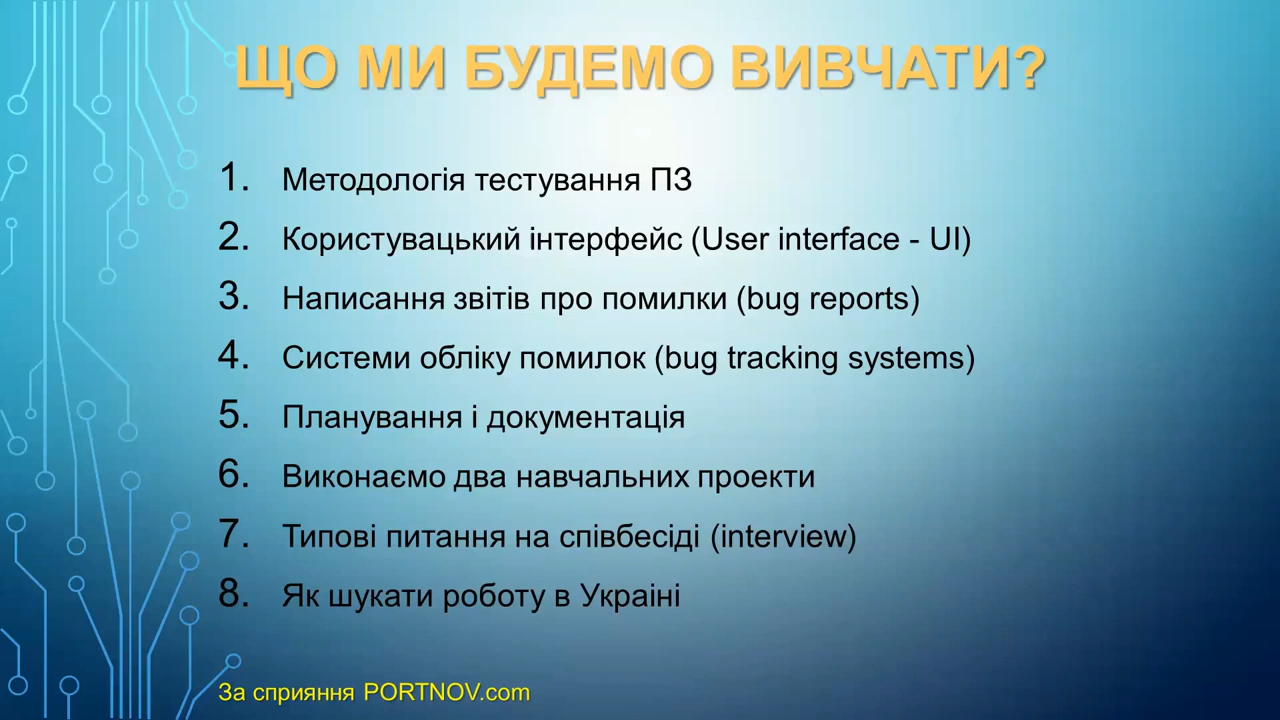 ЩО МИ БУДЕМО ВИВЧАТИ?
1. Методологія тестування ПЗ
2. Користувацький інтерфейс (User interface - UI)
3. Написання звітів про помилки (bug reports)
4. Системи обліку помилок (bug tracking systems)
5. Планування і документація
6. Виконаємо два навчальних проекти
7. Типові питання на співбесіді (interview)
8. Як шукати роботу в Україні
За сприяння PORTNOV.com